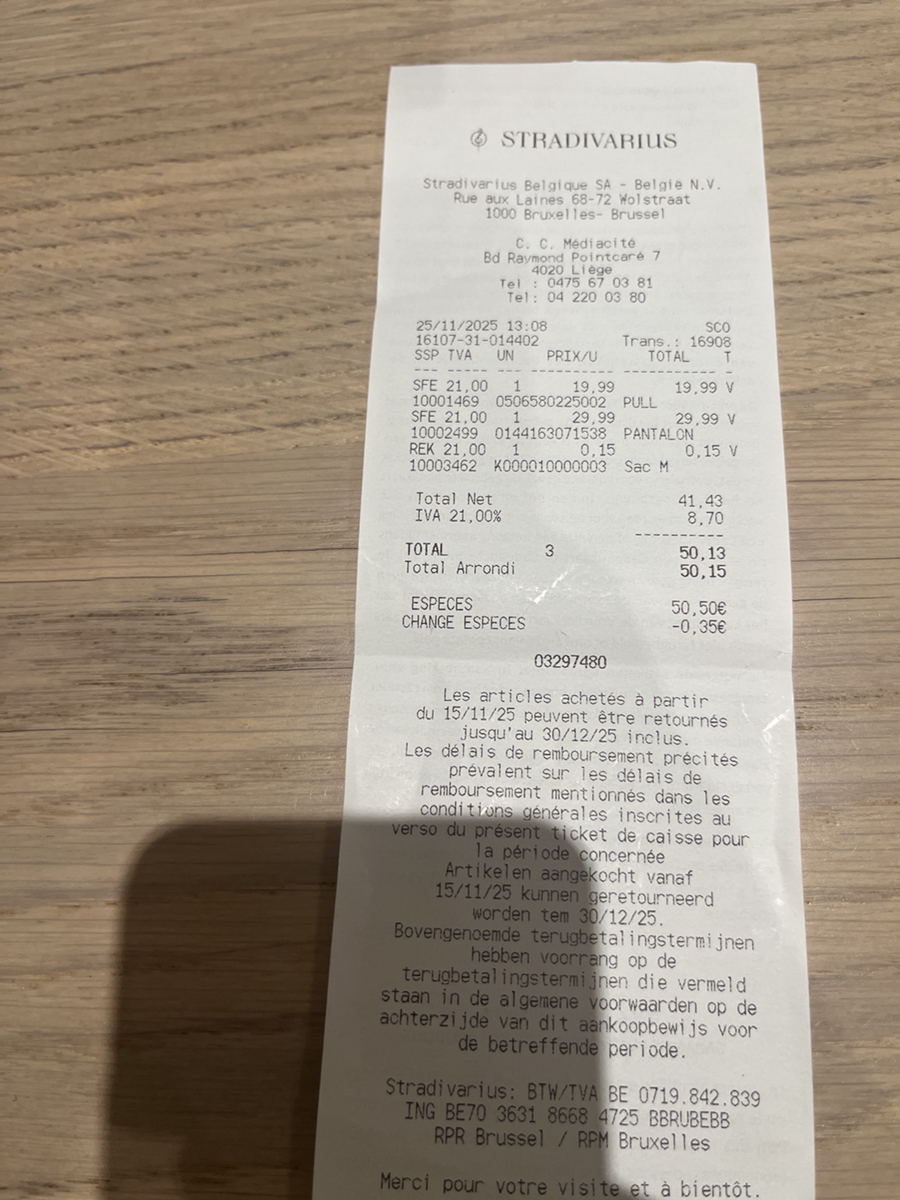 STRADIVARIUS
Stradivarius Belgique SA - Belgie N.V.
Rue aux Laines 68-72 Wolstraat
1000 Bruxelles- Brussel
C. C. Médiacité
Bd Raymond Pointcaré 7
4020 Liège
Tel : 0475 67 03 81
Tel: 04 220 03 80
25/11/2025 13:08 SCO
16107-31-014402 Trans.: 16908
SSP TVA UN PRIX/U TOTAL T
--- ----- --- ---------- ----------- -
SFE 21,00 1 19,99 19,99 V
10001469 0506580225002 PULL
SFE 21,00 1 29,99 29,99 V
10002499 0144163071538 PANTALON
REK 21,00 1 0,15 0,15 V
10003462 K000010000003 Sac M
Total Net 41,43
IVA 21,00% 8,70
----------
TOTAL 3 50,13
Total Arrondi 50,15
ESPECES 50,50€
CHANGE ESPECES -0,35€
03297480
Les articles achetés à partir
du 15/11/25 peuvent être retournés
jusqu'au 30/12/25 inclus.
Les délais de remboursement précités
prévalent sur les délais de
remboursement mentionnés dans les
conditions générales inscrites au
verso du présent ticket de caisse pour
la période concernée
Artikelen aangekocht vanaf
15/11/25 kunnen geretourneerd
worden tem 30/12/25.
Bovengenoemde terugbetalingstermijnen
hebben voorrang op de
terugbetalingstermijnen die vermeld
staan in de algemene voorwaarden op de
achterzijde van dit aankoopbewijs voor
de betreffende periode.
Stradivarius: BTW/TVA BE 0719.842.839
ING BE70 3631 8668 4725 BBRUBEBB
RPR Brussel / RPM Bruxelles
Merci pour votre visite et à bientôt.